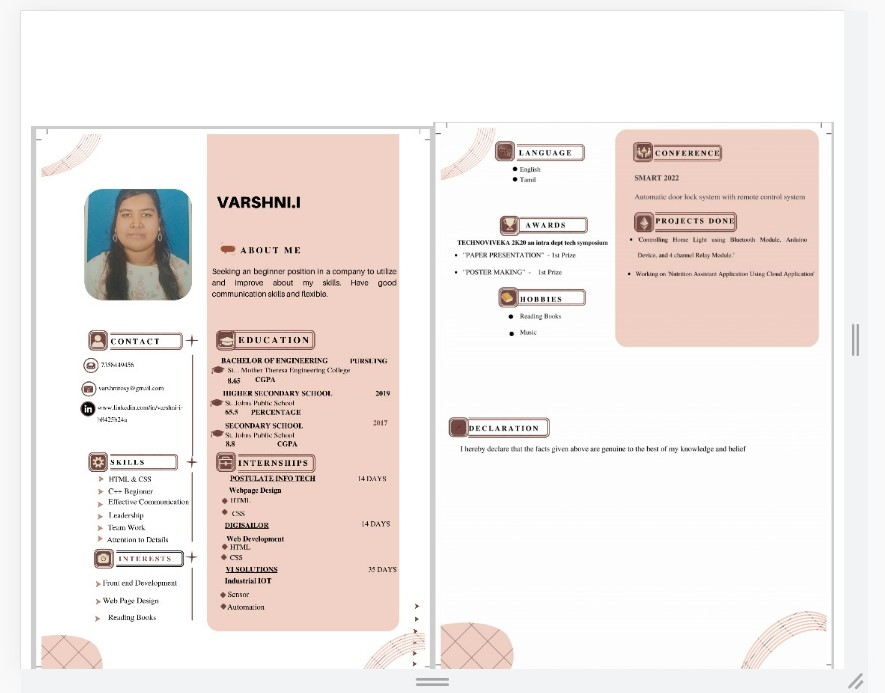 VARSHNI.I
ABOUT ME
Seeking an beginner position in a company to utilize
and improve about my skills. Have good
communication skills and flexible.
CONTACT
7358449456
varshnirosy@gmail.com
www.linkedin.com/in/varshni-i-
SKILLS
HTML & CSS
C++ Beginner
Effective Communication
Leadership
Team Work
Attention to Details
INTERESTS
Front end Development
Web Page Design
Reading Books
EDUCATION
BACHELOR OF ENGINEERING PURSUING
St. . Mother Theresa Engineering College
8.65 CGPA
HIGHER SECONDARY SCHOOL 2019
St. Johns Public School
65.5 PERCENTAGE
SECONDARY SCHOOL 2017
St. Johns Public School
8.8 CGPA
INTERNSHIPS
POSTULATE INFO TECH 14 DAYS
Webpage Design
HTML
CSS
DIGISAILOR 14 DAYS
Web Development
HTML
CSS
VI SOLUTIONS 35 DAYS
Industrial IOT
Sensor
Automation
LANGUAGE
English
Tamil
AWARDS
TECHNOVIVEKA 2K20 an intra dept tech symposium
"PAPER PRESENTATION" - 1st Prize
"POSTER MAKING" - 1st Prize
HOBBIES
Reading Books
Music
CONFERENCE
SMART 2022
Automatic door lock system with remote control system
PROJECTS DONE
'Controlling Home Light using Bluetooth Module, Arduino
Device, and 4 channel Relay Module.'
Working on 'Nutrition Assistant Application Using Cloud Application'
DECLARATION
I hereby declare that the facts given above are genuine to the best of my knowledge and belief